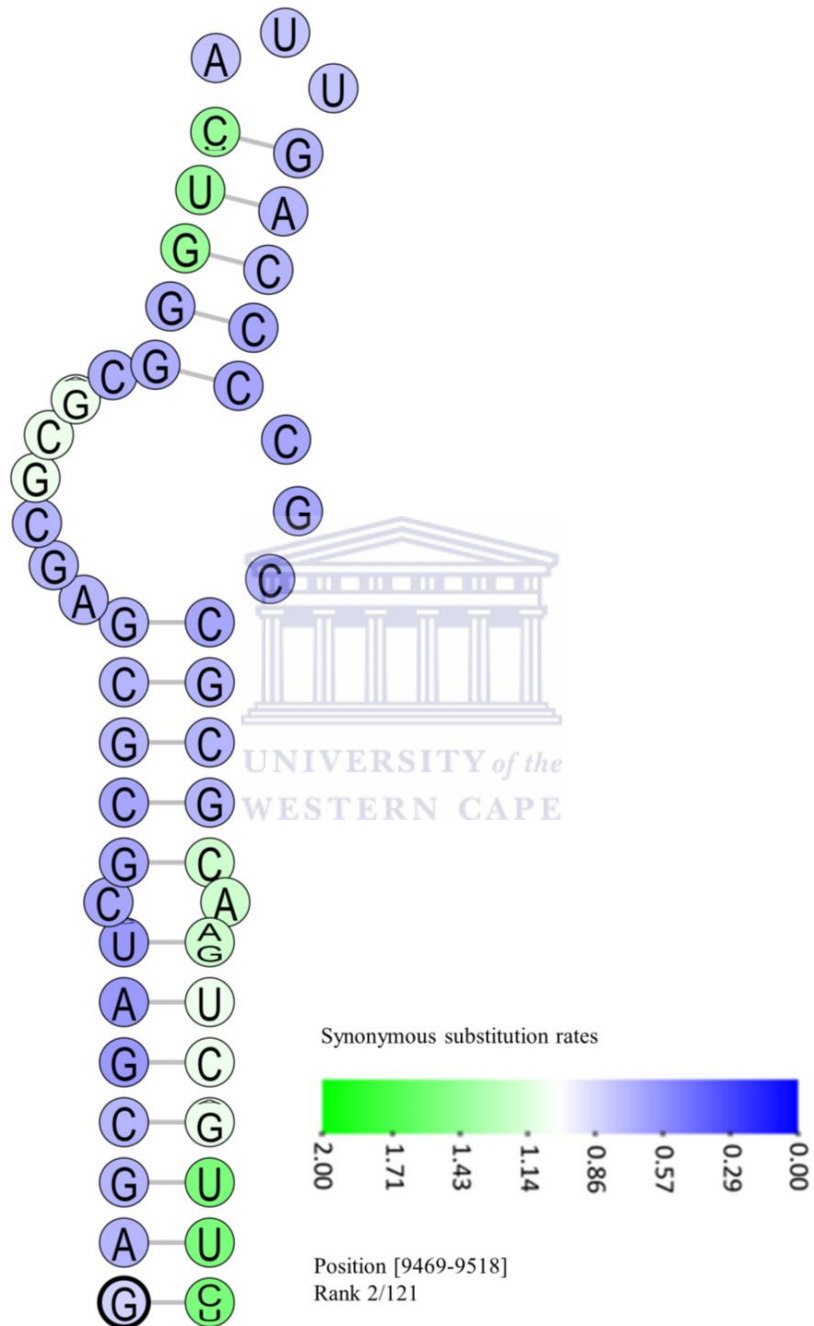 U
A
U
C G
U A
G C
G C
C G C
G
C C
G
G
C
G
C
A
G C
C G
UNIVERSITY of the
G C
WESTERN CAPE
C G
G C
C A
U A
G
A U
Synonymous substitution rates
G C
C G
2.00 1.71 1.43 1.14 0.86 0.57 0.29 0.00
G U
A U
Position [9469-9518]
Rank 2/121
G C
U